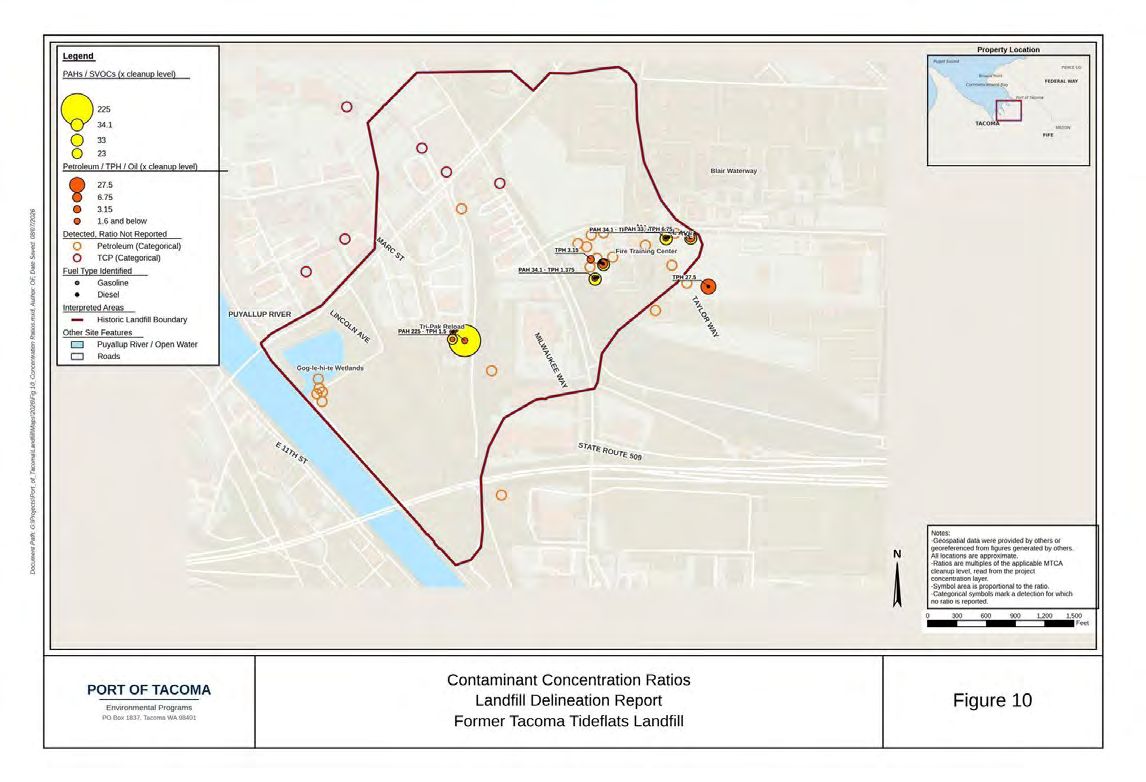 Legend
PAHs / SVOCs (x cleanup level)
225
34.1
33
23
Petroleum / TPH / Oil (x cleanup level)
27.5
6.75
3.15
1.6 and below
Detected, Ratio Not Reported
Petroleum (Categorical)
TCP (Categorical)
Fuel Type Identified
Gasoline
Diesel
Interpreted Areas
Historic Landfill Boundary
Other Site Features
Puyallup River / Open Water
Roads
Property Location
Puget Sound
Commencement Bay
Port of Tacoma
FEDERAL WAY
TACOMA
FIFE
MILTON
Blair Waterway
PAH 34.1 -
PAH 33
TPH 6.75
TPH 3.15
Fire Training Center
PAH 34.1 - TPH 1.375
TPH 27.5
MARC ST
TAYLOR WAY
PUYALLUP RIVER
LINCOLN AVE
Tri-Pak Reload
PAH 225 - TPH 1.5
MILWAUKEE WAY
Gog-le-hi-te Wetlands
E 11TH ST
STATE ROUTE 509
Notes:
-Geospatial data were provided by others or
georeferenced from figures generated by others.
All locations are approximate.
-Ratios are multiples of the applicable MTCA
cleanup level, read from the project
concentration layer.
-Symbol area is proportional to the ratio.
-Categorical symbols mark a detection for which
no ratio is reported.
N
0 300 600 900 1,200 1,500
Feet
PORT OF TACOMA
Environmental Programs
PO Box 1837, Tacoma WA 98401
Contaminant Concentration Ratios
Landfill Delineation Report
Former Tacoma Tideflats Landfill
Figure 10